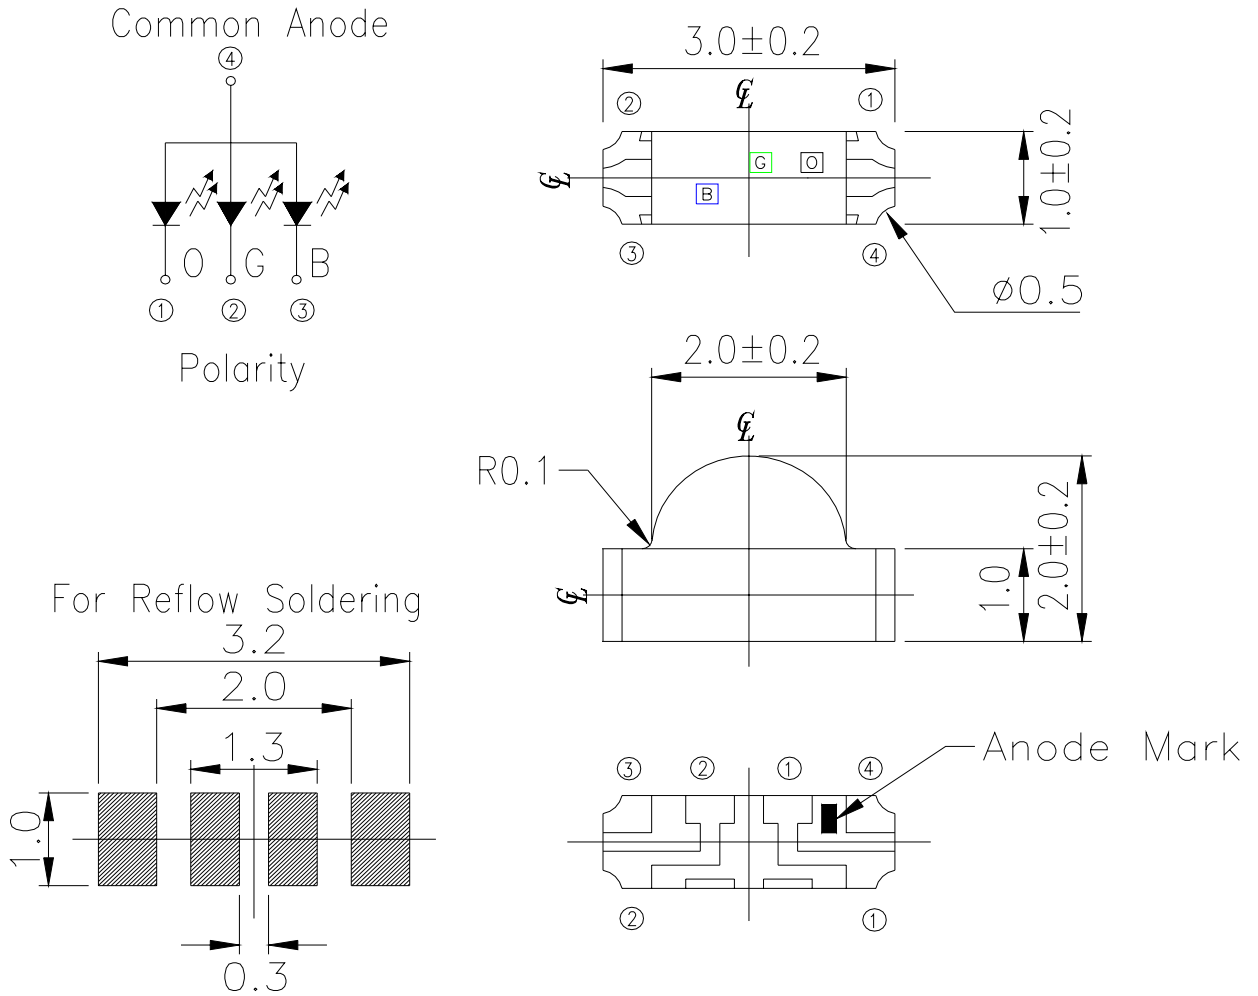 Common Anode
④
O G B
① ② ③
Polarity
3.0±0.2
℄
② ①
G O
℄
B
1.0±0.2
③ ④
⌀0.5
2.0±0.2
℄
R0.1
2.0±0.2
1.0
℄
For Reflow Soldering
3.2
2.0
1.3
1.0
0.3
Anode Mark
③ ② ① ④
② ①